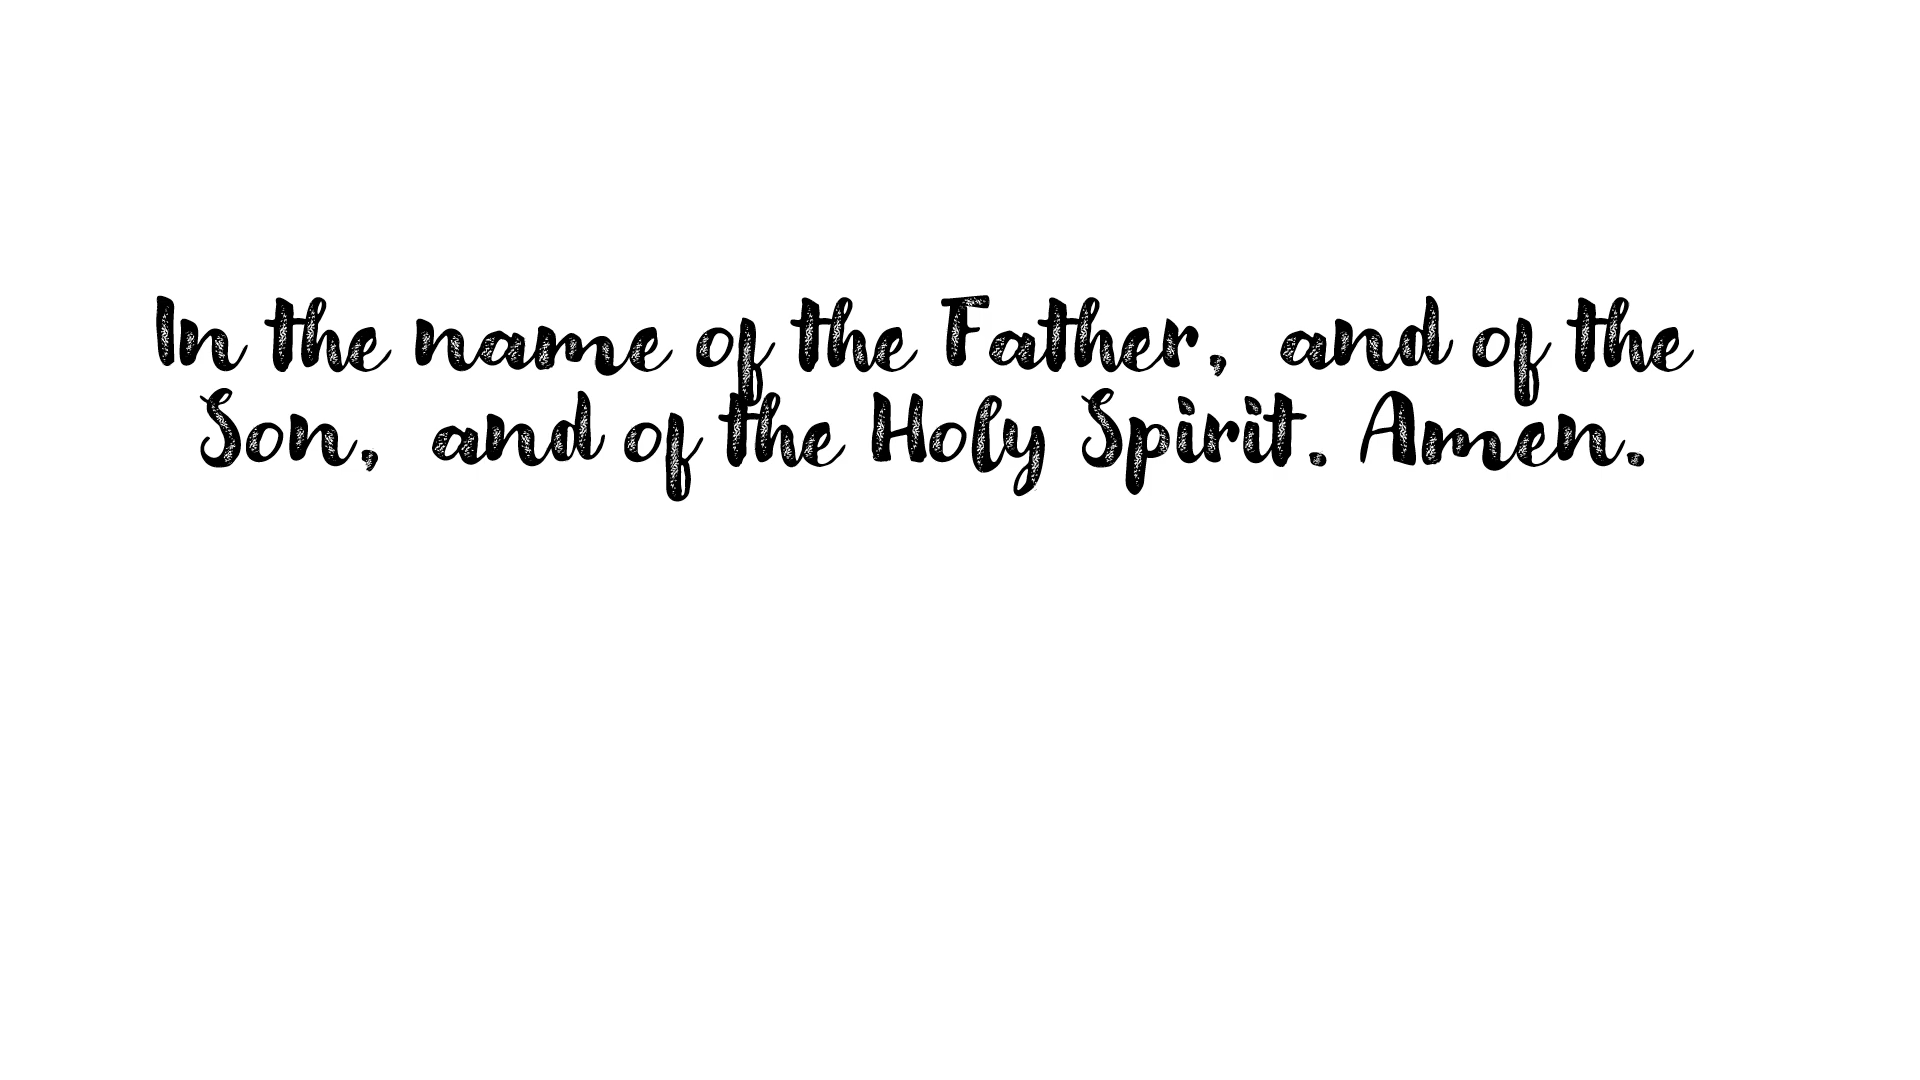 In the name of the Father, and of the
Son, and of the Holy Spirit. Amen.